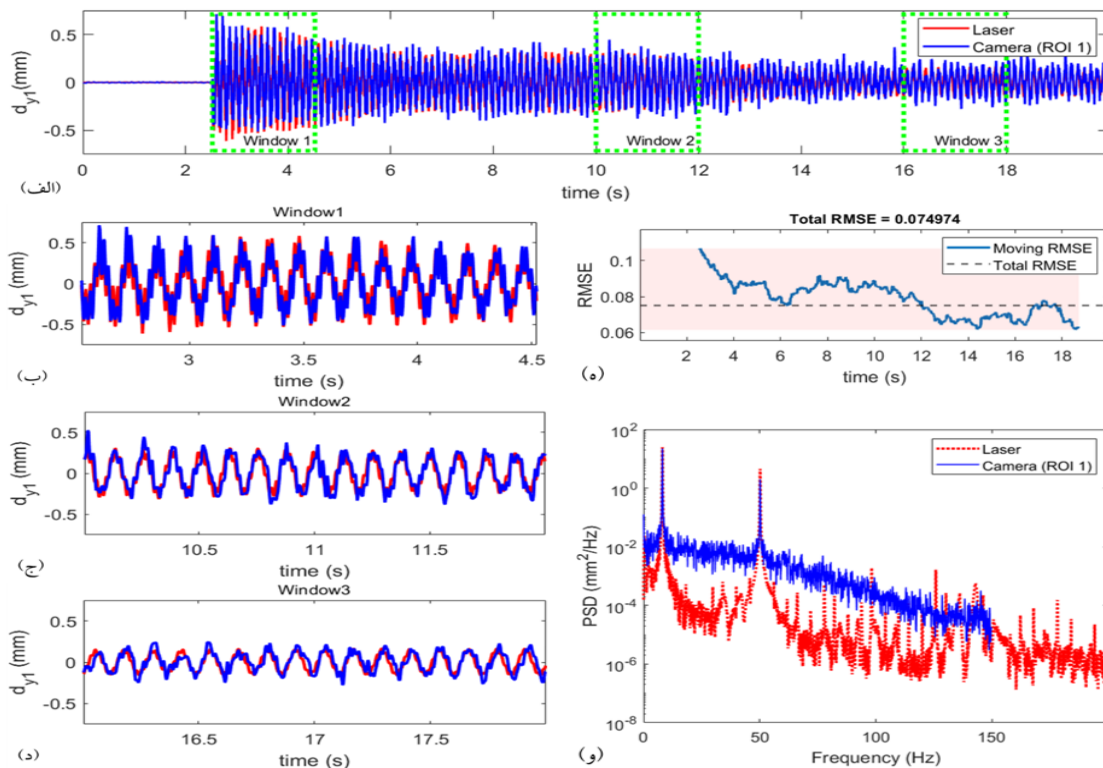 0.5
0
-0.5
d_y1(mm)
Laser
Camera (ROI 1)
Window 1
Window 2
Window 3
0 2 4 6 8 10 12 14 16 18
time (s)
(الف)
Window1
0.5
0
-0.5
d_y1 (mm)
3 3.5 4 4.5
time (s)
(ب)
Total RMSE = 0.074974
0.1
0.08
0.06
RMSE
Moving RMSE
Total RMSE
2 4 6 8 10 12 14 16 18
time (s)
(ه)
Window2
0.5
0
-0.5
d_y1 (mm)
10.5 11 11.5
time (s)
(ج)
Window3
0.5
0
-0.5
d_y1 (mm)
16.5 17 17.5
time (s)
(د)
10^2
10^0
10^-2
10^-4
10^-6
10^-8
PSD (mm^2/Hz)
Laser
Camera (ROI 1)
0 50 100 150
Frequency (Hz)
(و)